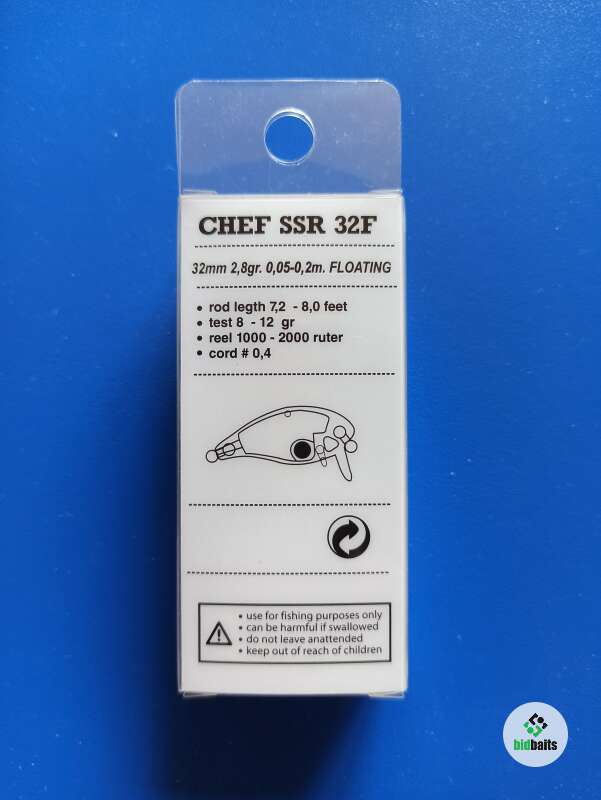 CHEF SSR 32F
32mm 2,8gr. 0,05-0,2m. FLOATING
• rod legth 7,2 - 8,0 feet
• test 8 - 12 gr
• reel 1000 - 2000 ruter
• cord # 0,4
• use for fishing purposes only
• can be harmful if swallowed
• do not leave anattended
• keep out of reach of children
bidbaits